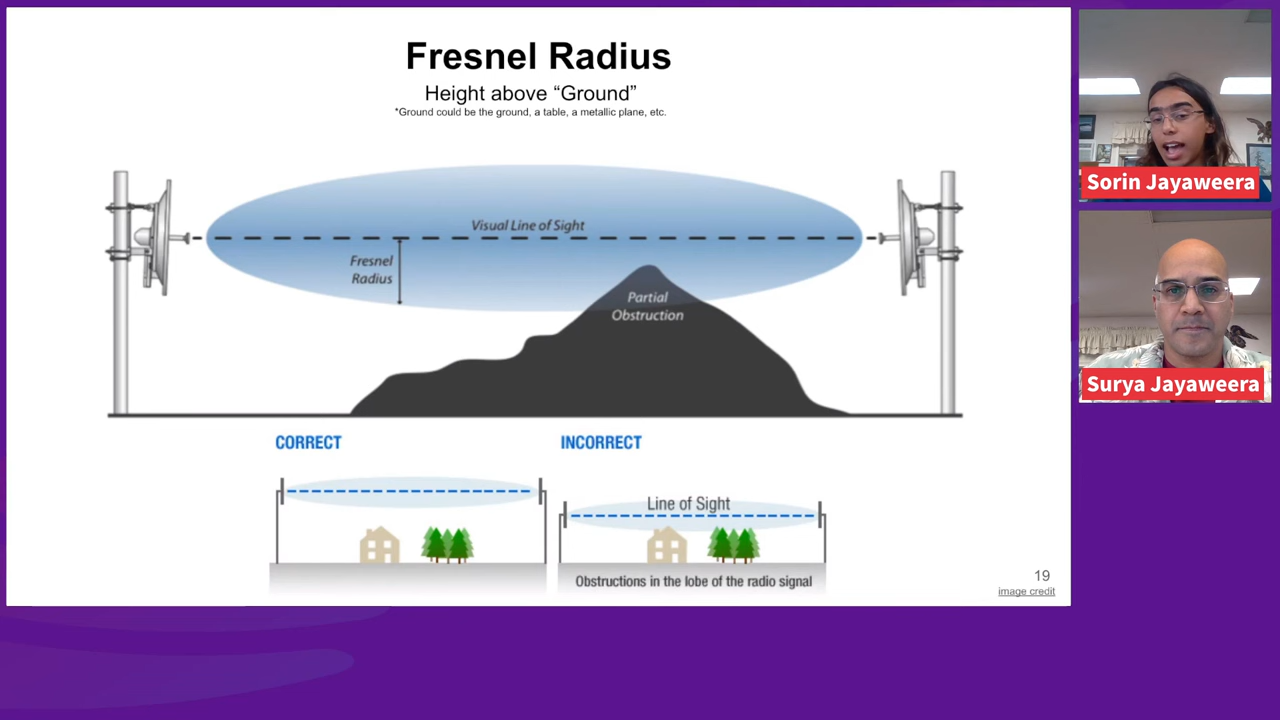 Fresnel Radius
Height above “Ground”
*Ground could be the ground, a table, a metallic plane, etc.
Visual Line of Sight
Fresnel
Radius
Partial
Obstruction
CORRECT
INCORRECT
Line of Sight
Obstructions in the lobe of the radio signal
19
image credit
Sorin Jayaweera
Surya Jayaweera